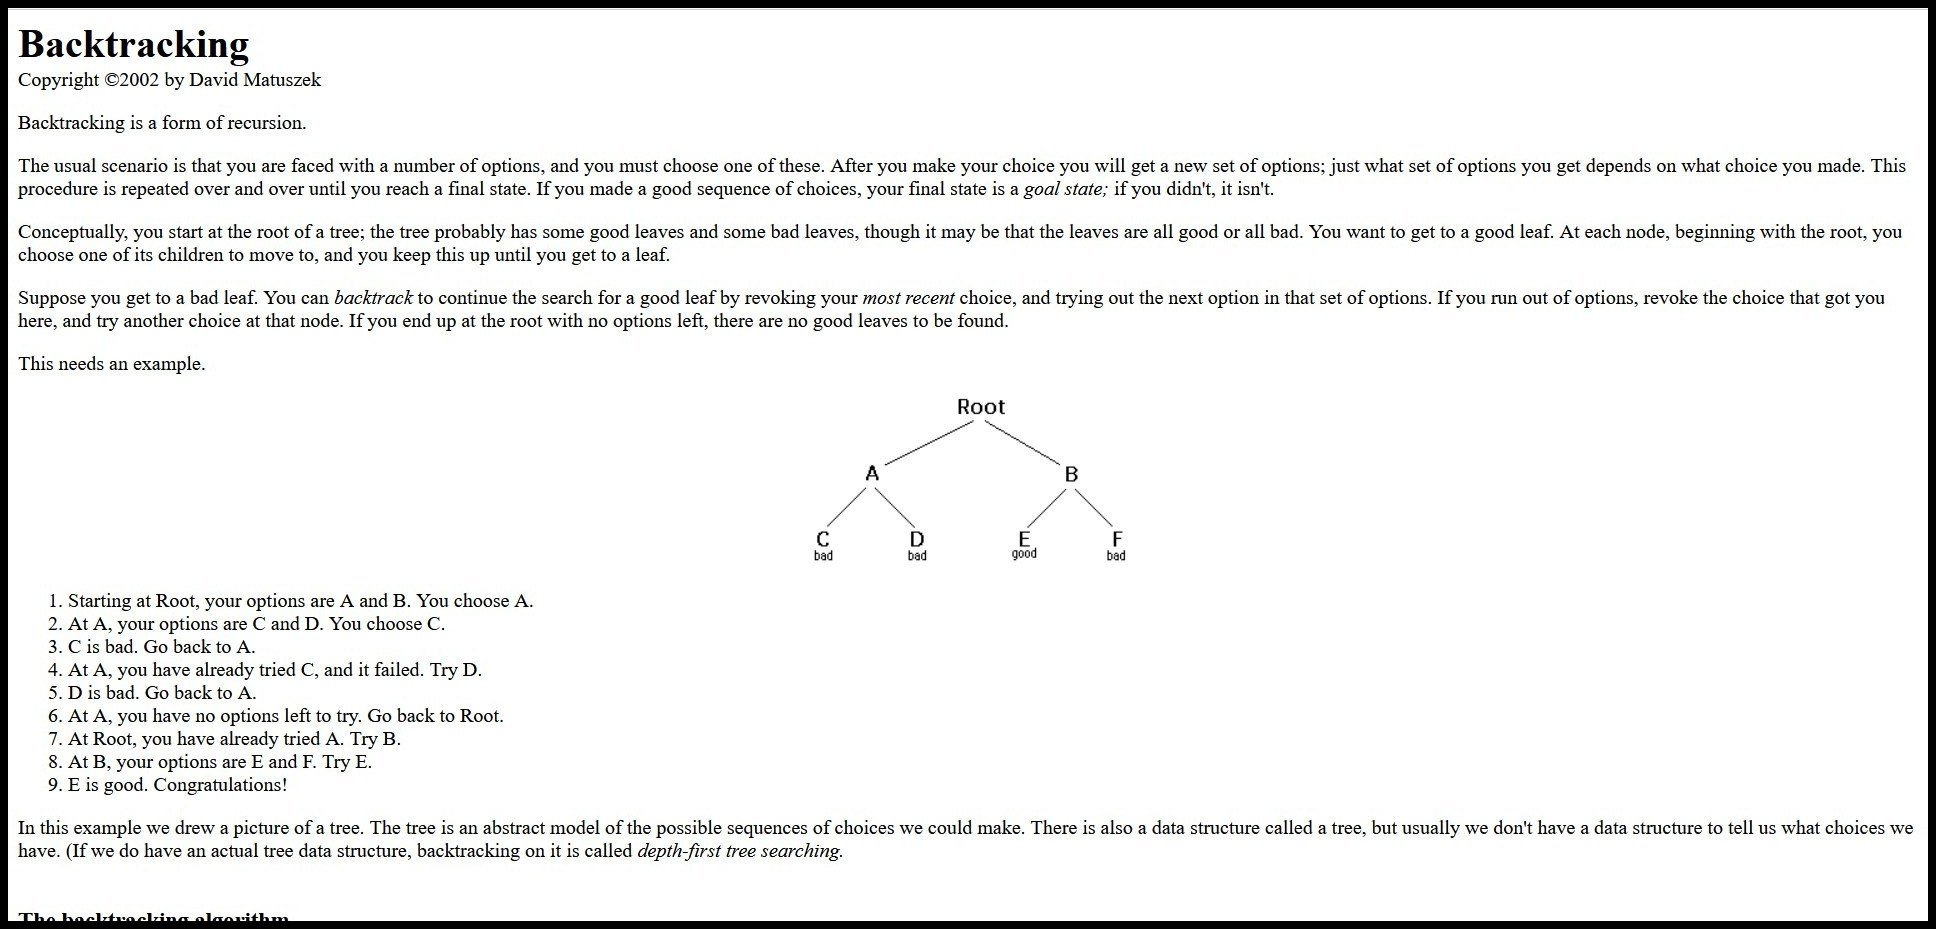 Backtracking
Copyright ©2002 by David Matuszek
Backtracking is a form of recursion.
The usual scenario is that you are faced with a number of options, and you must choose one of these. After you make your choice you will get a new set of options; just what set of options you get depends on what choice you made. This
procedure is repeated over and over until you reach a final state. If you made a good sequence of choices, your final state is a goal state; if you didn't, it isn't.
Conceptually, you start at the root of a tree; the tree probably has some good leaves and some bad leaves, though it may be that the leaves are all good or all bad. You want to get to a good leaf. At each node, beginning with the root, you
choose one of its children to move to, and you keep this up until you get to a leaf.
Suppose you get to a bad leaf. You can backtrack to continue the search for a good leaf by revoking your most recent choice, and trying out the next option in that set of options. If you run out of options, revoke the choice that got you
here, and try another choice at that node. If you end up at the root with no options left, there are no good leaves to be found.
This needs an example.
Root
A B
C D E F
bad bad good bad
1. Starting at Root, your options are A and B. You choose A.
2. At A, your options are C and D. You choose C.
3. C is bad. Go back to A.
4. At A, you have already tried C, and it failed. Try D.
5. D is bad. Go back to A.
6. At A, you have no options left to try. Go back to Root.
7. At Root, you have already tried A. Try B.
8. At B, your options are E and F. Try E.
9. E is good. Congratulations!
In this example we drew a picture of a tree. The tree is an abstract model of the possible sequences of choices we could make. There is also a data structure called a tree, but usually we don't have a data structure to tell us what choices we
have. (If we do have an actual tree data structure, backtracking on it is called depth-first tree searching.
The backtracking algorithm